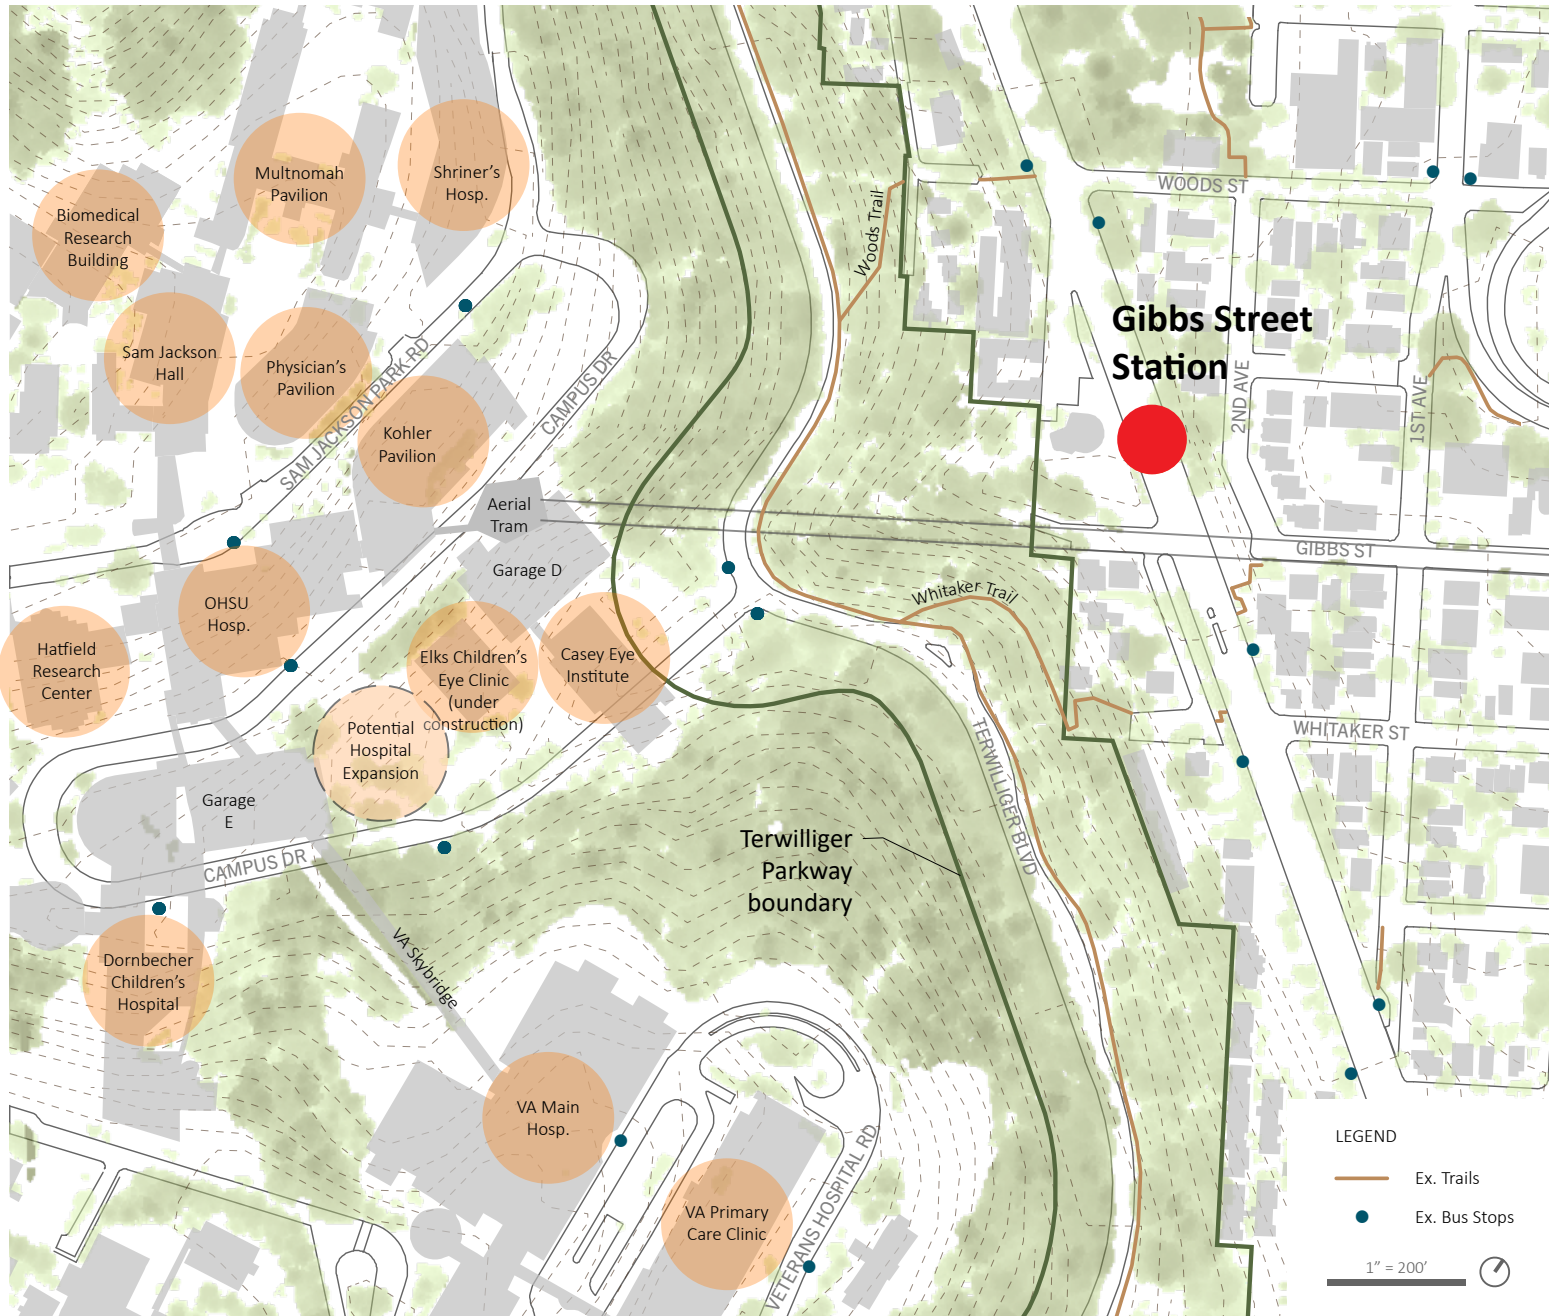 Multnomah
Pavilion
Shriner's
Hosp.
Biomedical
Research
Building
Woods Trail
WOODS ST
Sam Jackson
Hall
Physician's
Pavilion
SAM JACKSON PARK RD
Kohler
Pavilion
CAMPUS DR
Gibbs Street
Station
2ND AVE
1ST AVE
Aerial
Tram
Garage D
GIBBS ST
OHSU
Hosp.
Whitaker Trail
Hatfield
Research
Center
Elks Children's
Eye Clinic
(under
construction)
Casey Eye
Institute
Potential
Hospital
Expansion
WHITAKER ST
TERWILLIGER BLVD
Garage
E
CAMPUS DR
Terwilliger
Parkway
boundary
VA Skybridge
Dornbecher
Children's
Hospital
VA Main
Hosp.
VA Primary
Care Clinic
VETERANS HOSPITAL RD
LEGEND
Ex. Trails
Ex. Bus Stops
1" = 200'